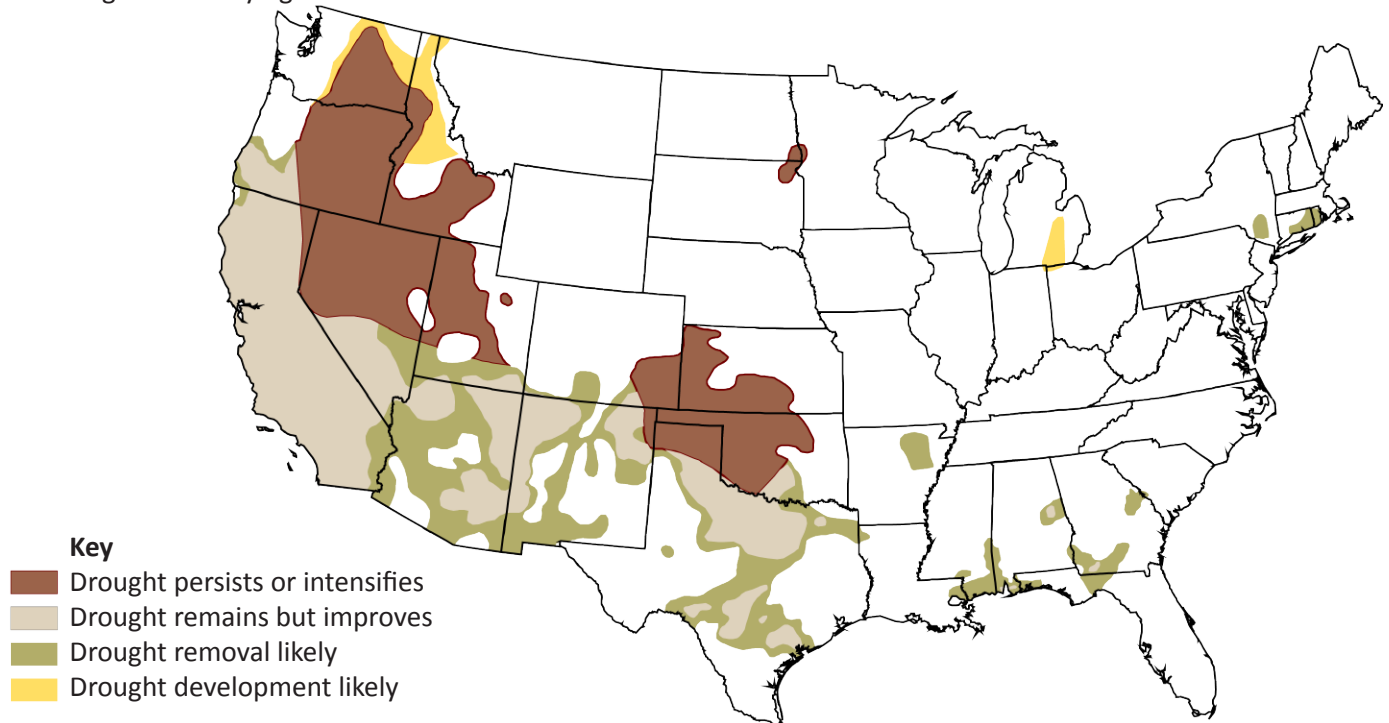 Key
Drought persists or intensifies
Drought remains but improves
Drought removal likely
Drought development likely